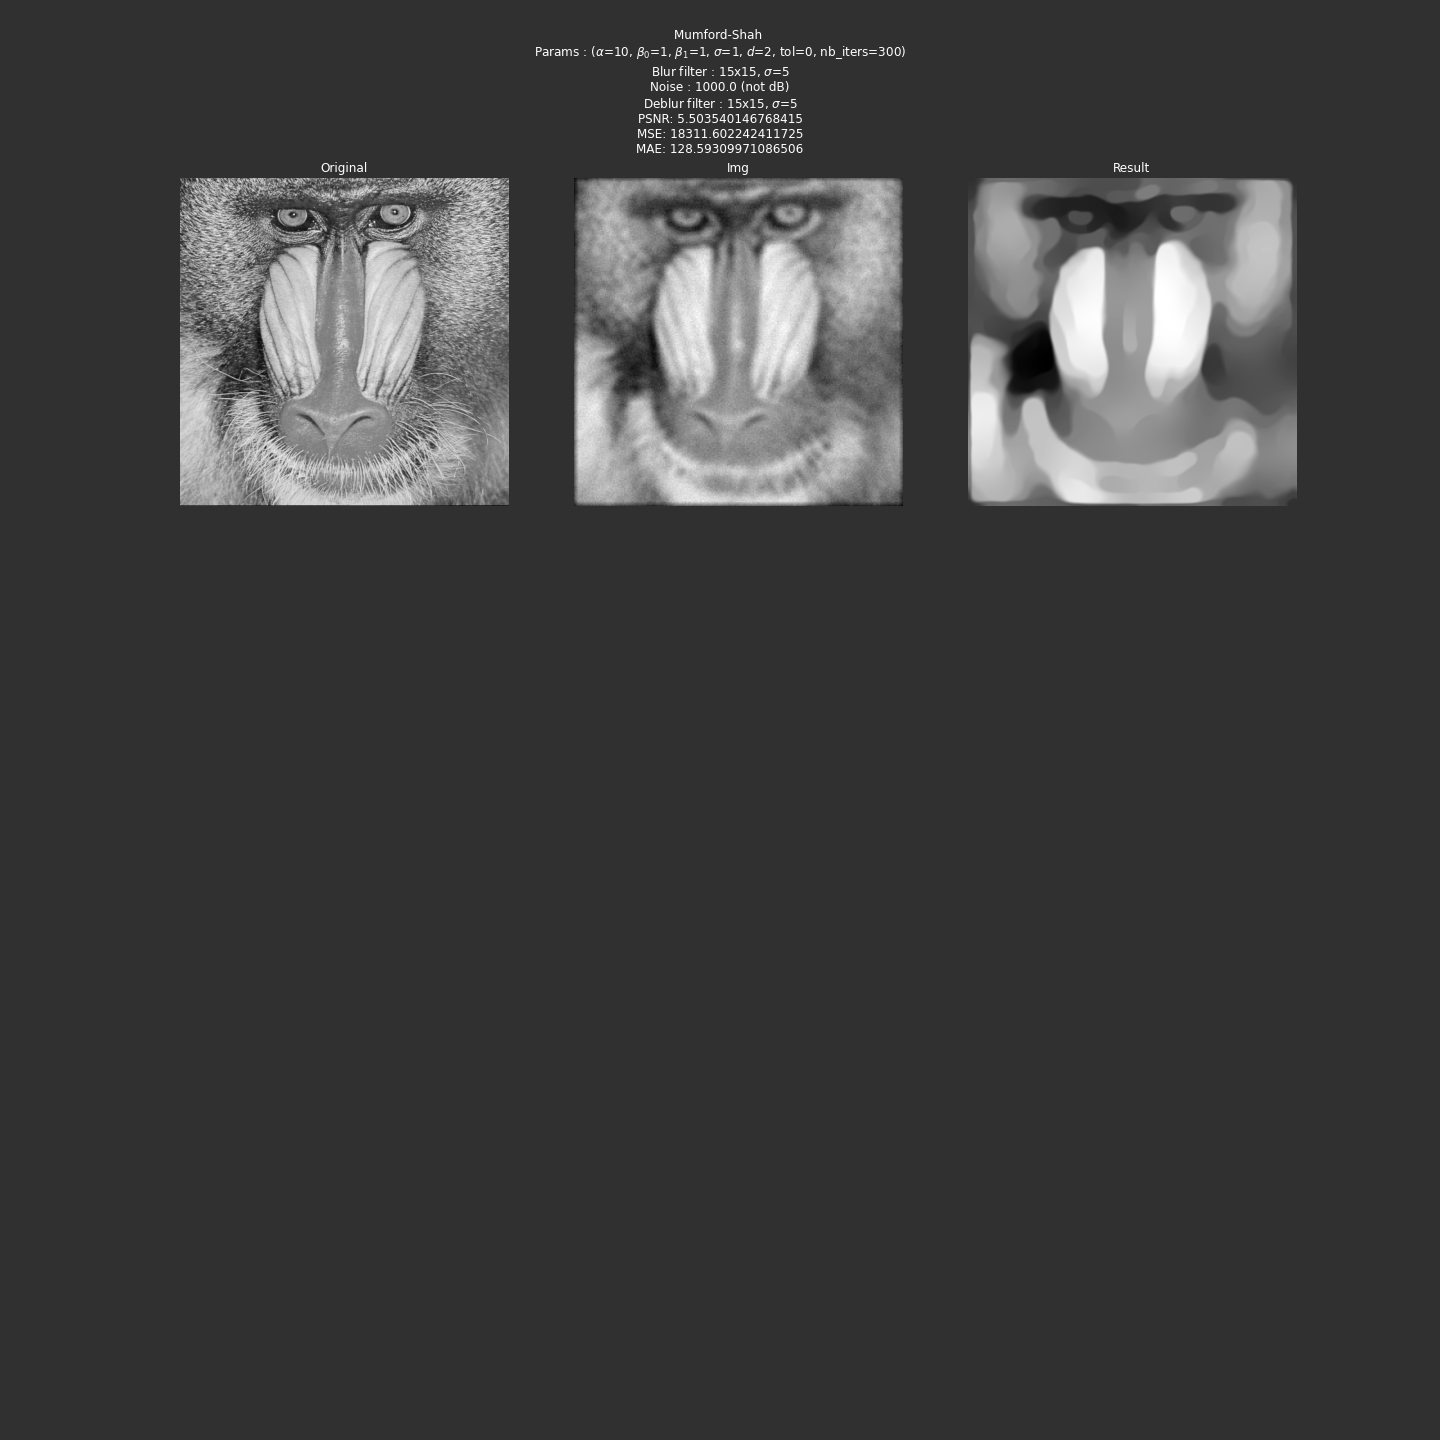 Mumford-Shah
Params : (α=10, β₀=1, β₁=1, σ=1, d=2, tol=0, nb_iters=300)
Blur filter : 15x15, σ=5
Noise : 1000.0 (not dB)
Deblur filter : 15x15, σ=5
PSNR: 5.503540146768415
MSE: 18311.602242411725
MAE: 128.59309971086506
Original
Img
Result